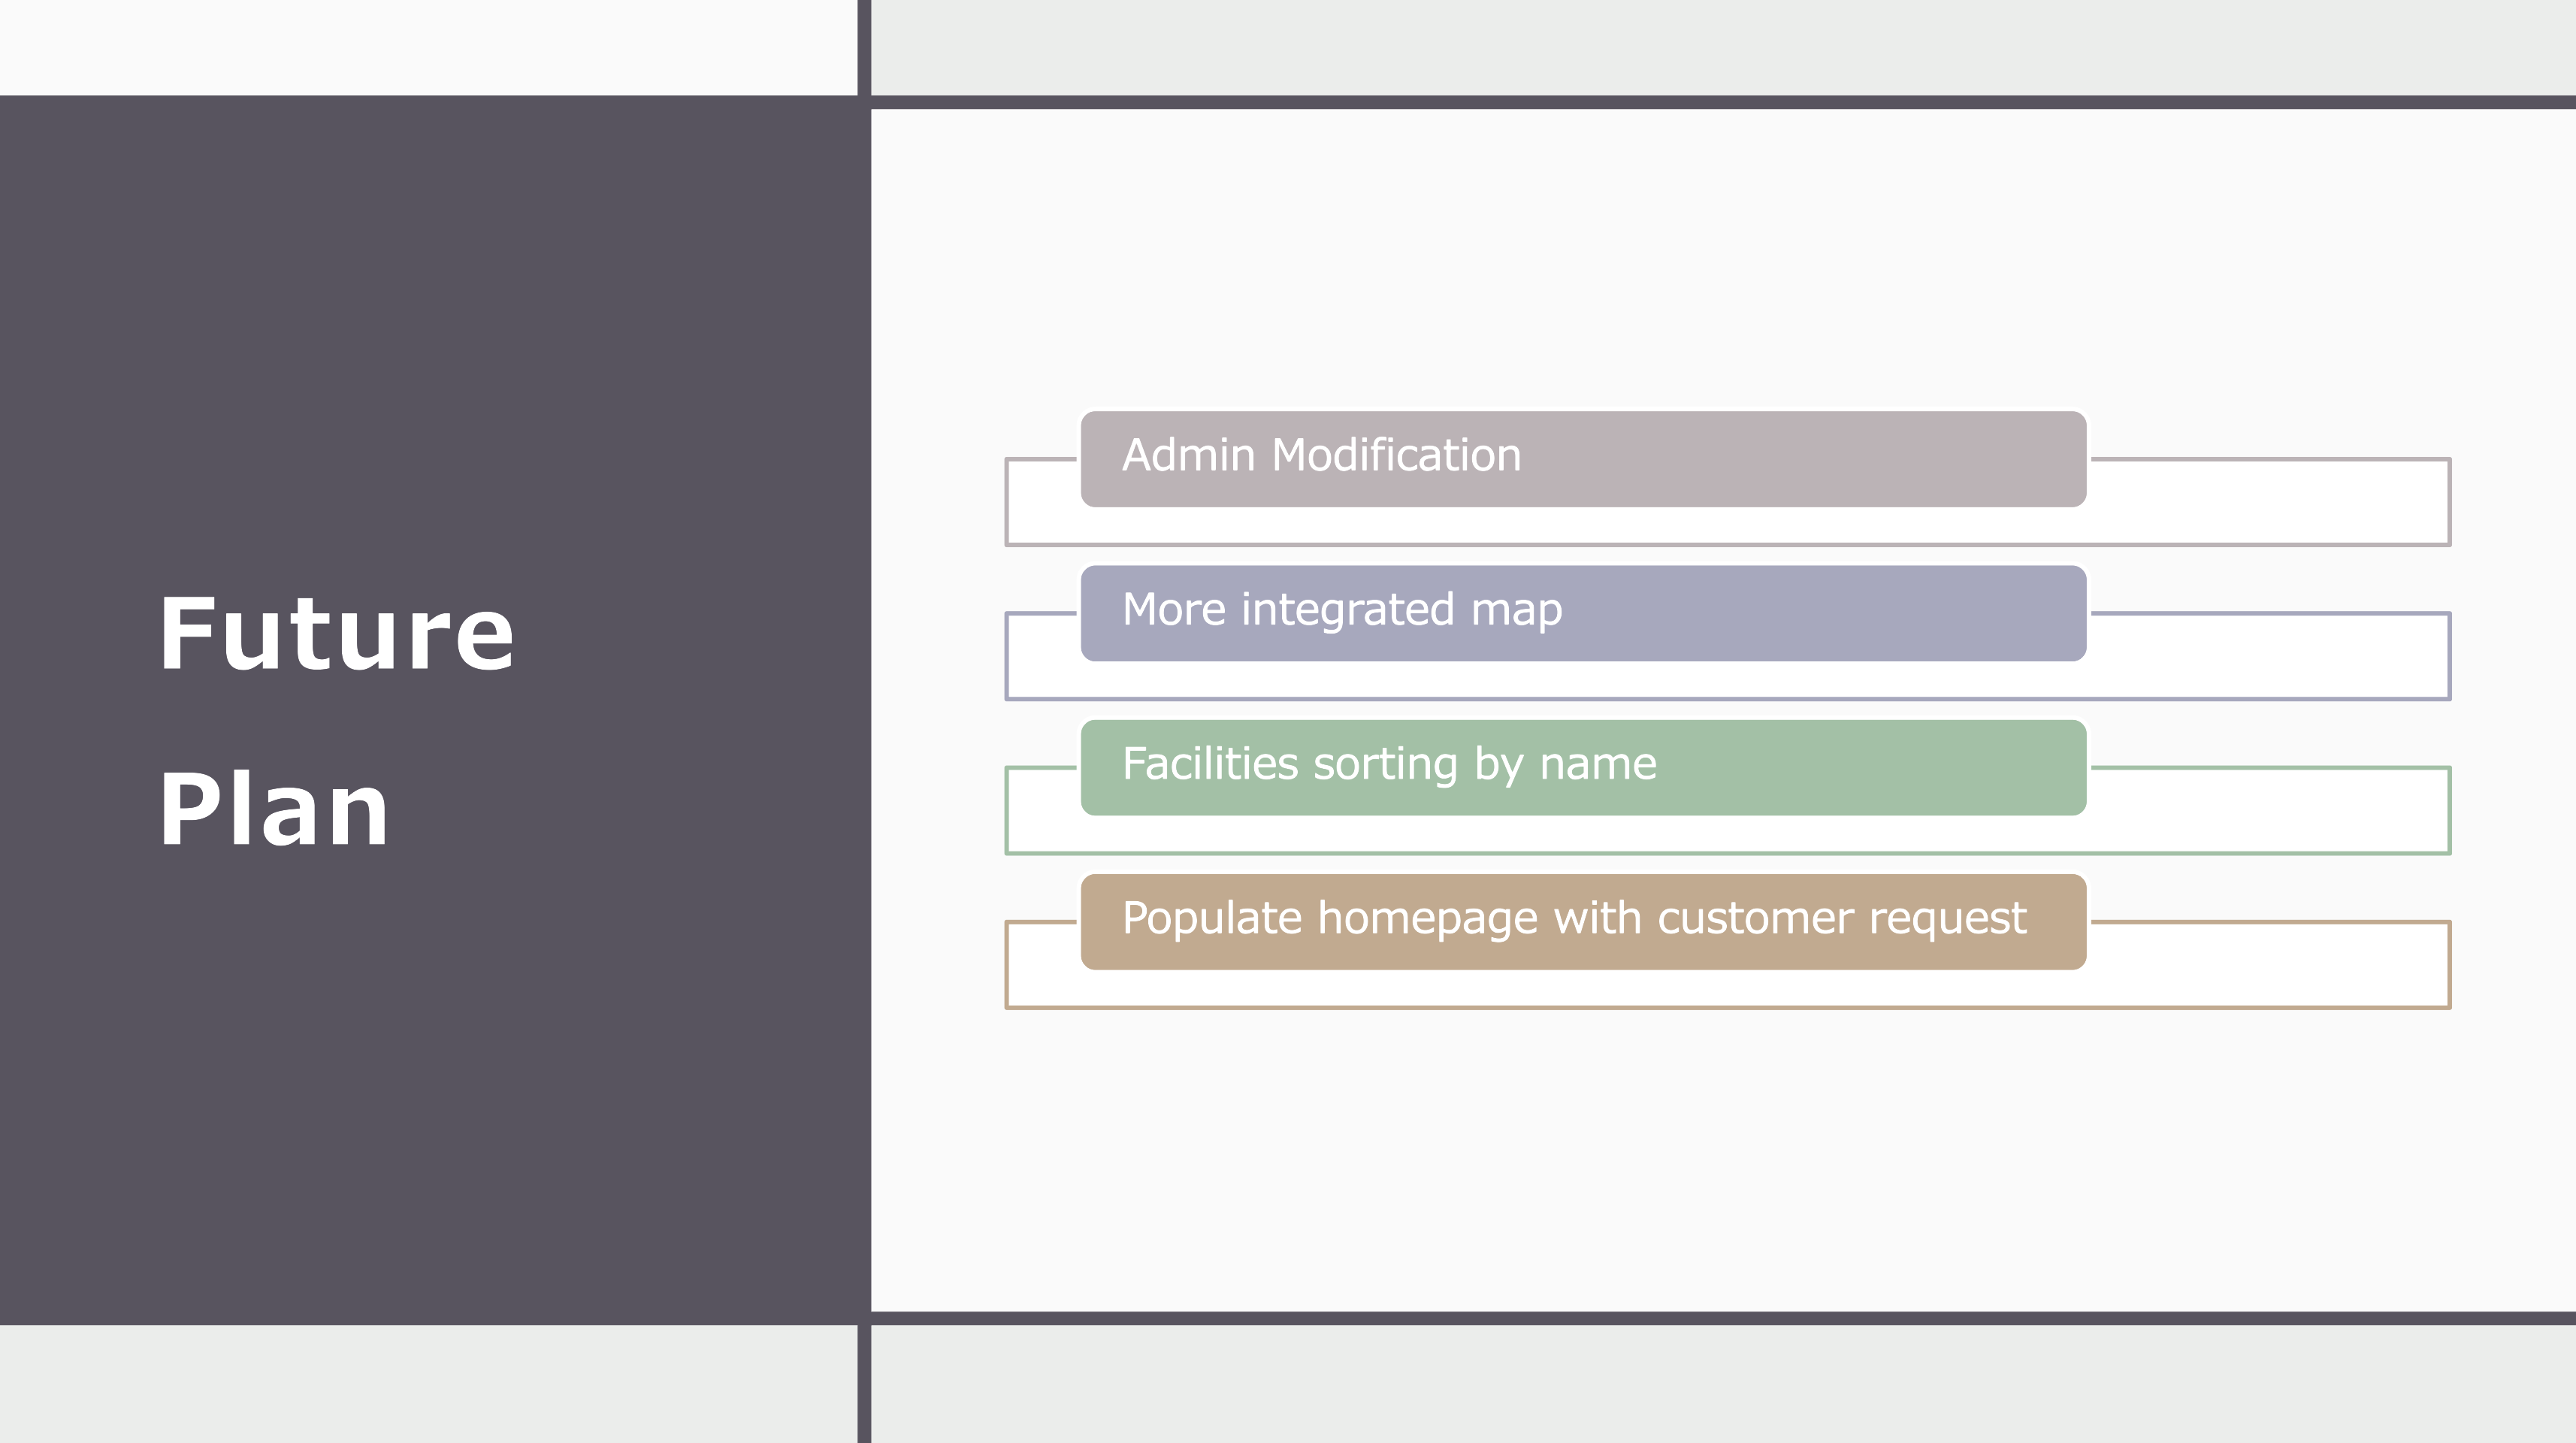 Future
Plan
Admin Modification
More integrated map
Facilities sorting by name
Populate homepage with customer request